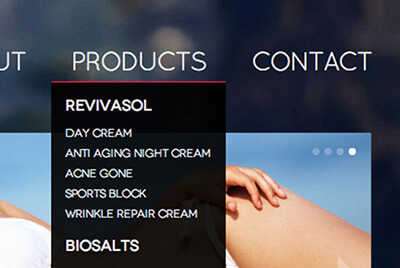 UT PRODUCTS CONTACT
REVIVASOL
DAY CREAM
ANTI AGING NIGHT CREAM
ACNE GONE
SPORTS BLOCK
WRINKLE REPAIR CREAM
BIOSALTS